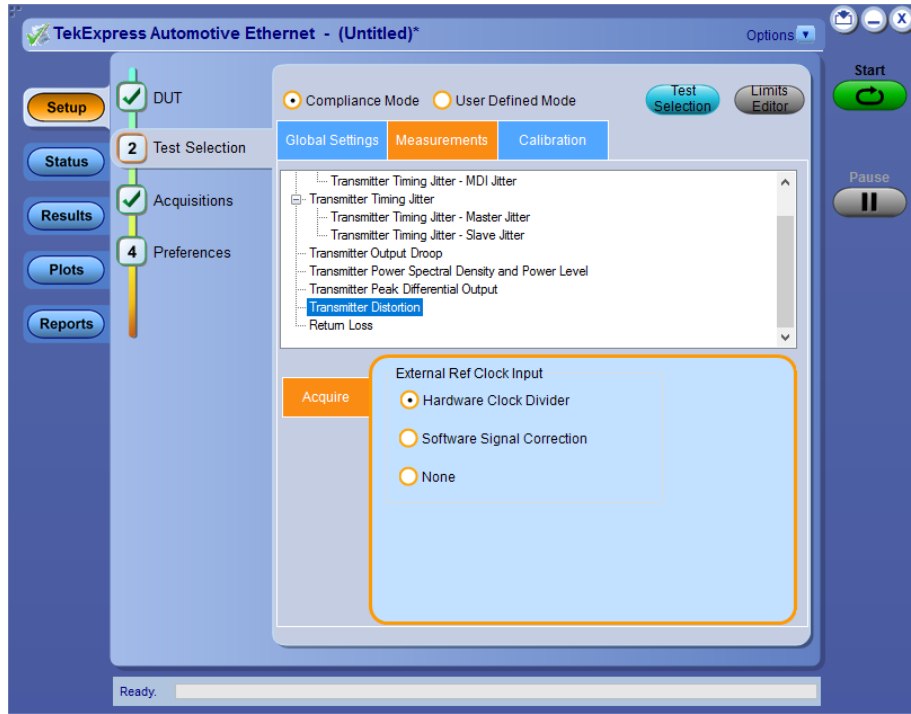 TekExpress Automotive Ethernet - (Untitled)*
Options
Start
Pause
Setup
Status
Results
Plots
Reports
DUT
2 Test Selection
Acquisitions
4 Preferences
Compliance Mode
User Defined Mode
Test
Selection
Limits
Editor
Global Settings
Measurements
Calibration
Transmitter Timing Jitter - MDI Jitter
Transmitter Timing Jitter
Transmitter Timing Jitter - Master Jitter
Transmitter Timing Jitter - Slave Jitter
Transmitter Output Droop
Transmitter Power Spectral Density and Power Level
Transmitter Peak Differential Output
Transmitter Distortion
Return Loss
Acquire
External Ref Clock Input
Hardware Clock Divider
Software Signal Correction
None
Ready.